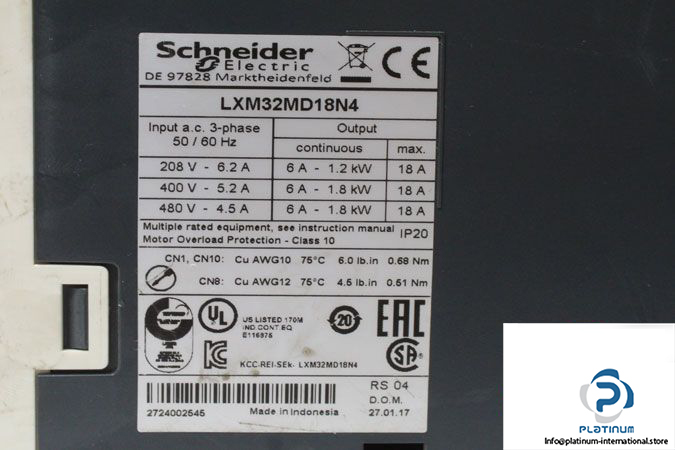 Schneider
Electric
DE 97828 Marktheidenfeld
CE
LXM32MD18N4
Input a.c. 3-phase
50 / 60 Hz
Output
continuous
max.
208 V - 6.2 A
6 A - 1.2 kW
18 A
400 V - 5.2 A
6 A - 1.8 kW
18 A
480 V - 4.5 A
6 A - 1.8 kW
18 A
Multiple rated equipment, see instruction manual
Motor Overload Protection - Class 10
IP20
CN1, CN10: Cu AWG10 75°C 6.0 lb.in 0.68 Nm
CN8: Cu AWG12 75°C 4.5 lb.in 0.51 Nm
UL
US LISTED 170M
IND.CONT.EQ
E116875
20
EAC
KC
KCC-REI-SEk- LXM32MD18N4
SA
2724002545
Made in Indonesia
RS 04
D.O.M.
27.01.17
PLATINUM
Info@platinum-international.store